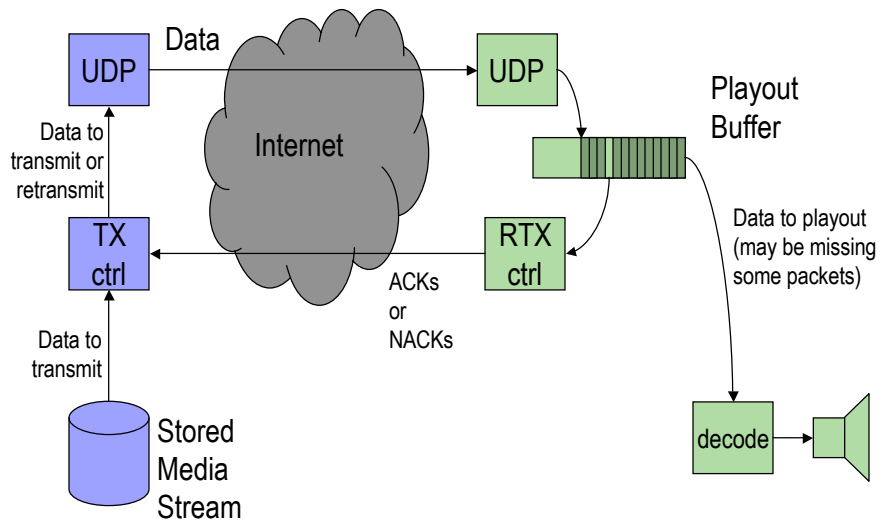 Data
UDP
UDP
Playout
Buffer
Data to
transmit or
retransmit
Internet
TX
ctrl
RTX
ctrl
Data to playout
(may be missing
some packets)
ACKs
or
NACKs
Data to
transmit
Stored
Media
Stream
decode